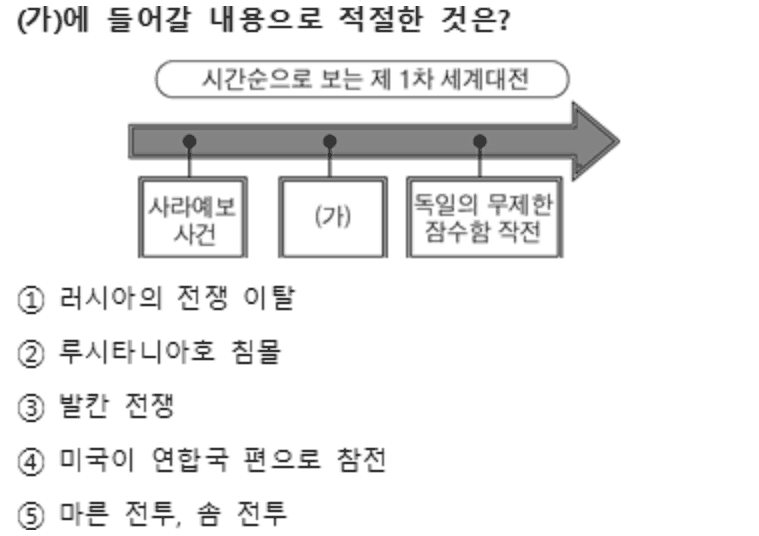 (가)에 들어갈 내용으로 적절한 것은?
시간순으로 보는 제 1차 세계대전
사라예보
사건
(가)
독일의 무제한
잠수함 작전
① 러시아의 전쟁 이탈
② 루시타니아호 침몰
③ 발칸 전쟁
④ 미국이 연합국 편으로 참전
⑤ 마른 전투, 솜 전투